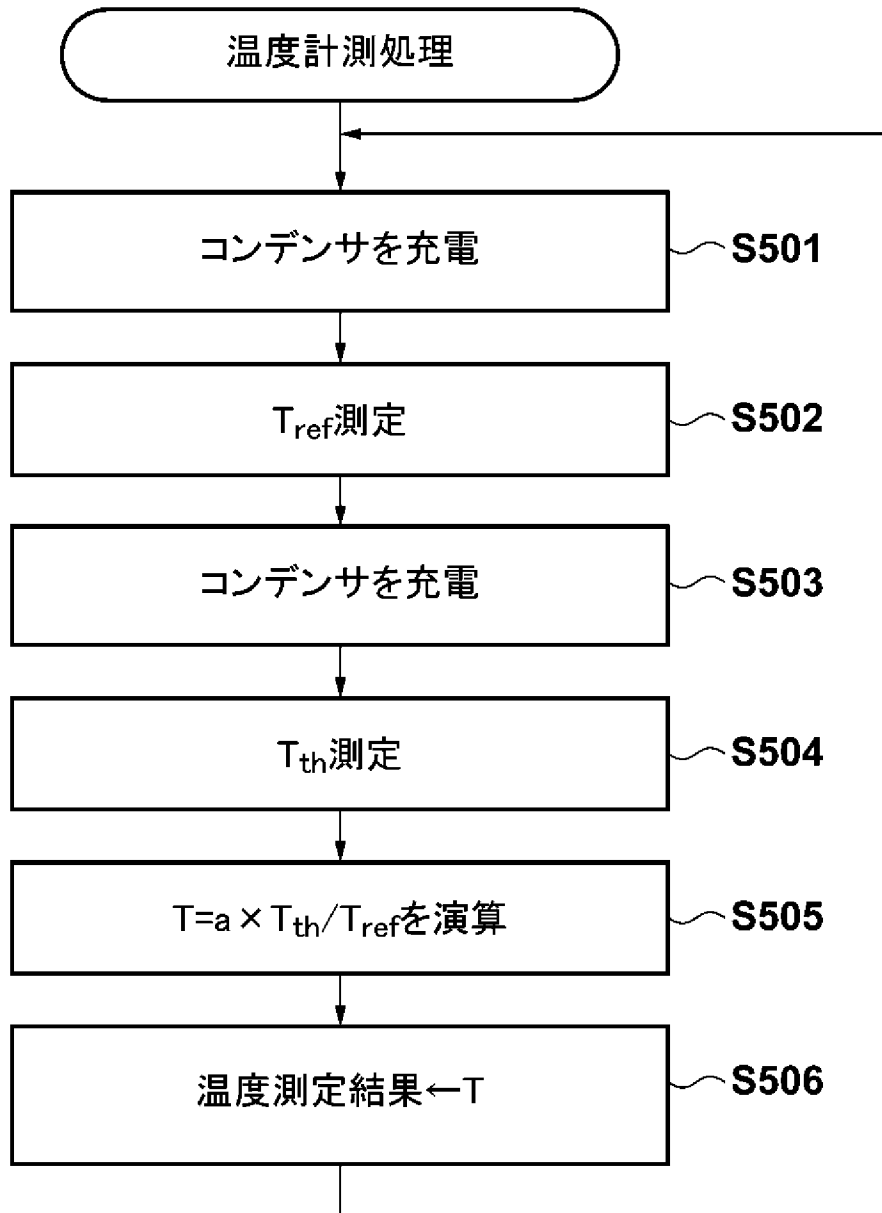 温度計測処理
コンデンサを充電 S501
Tref測定 S502
コンデンサを充電 S503
Tth測定 S504
T=a×Tth/Trefを演算 S505
温度測定結果←T S506